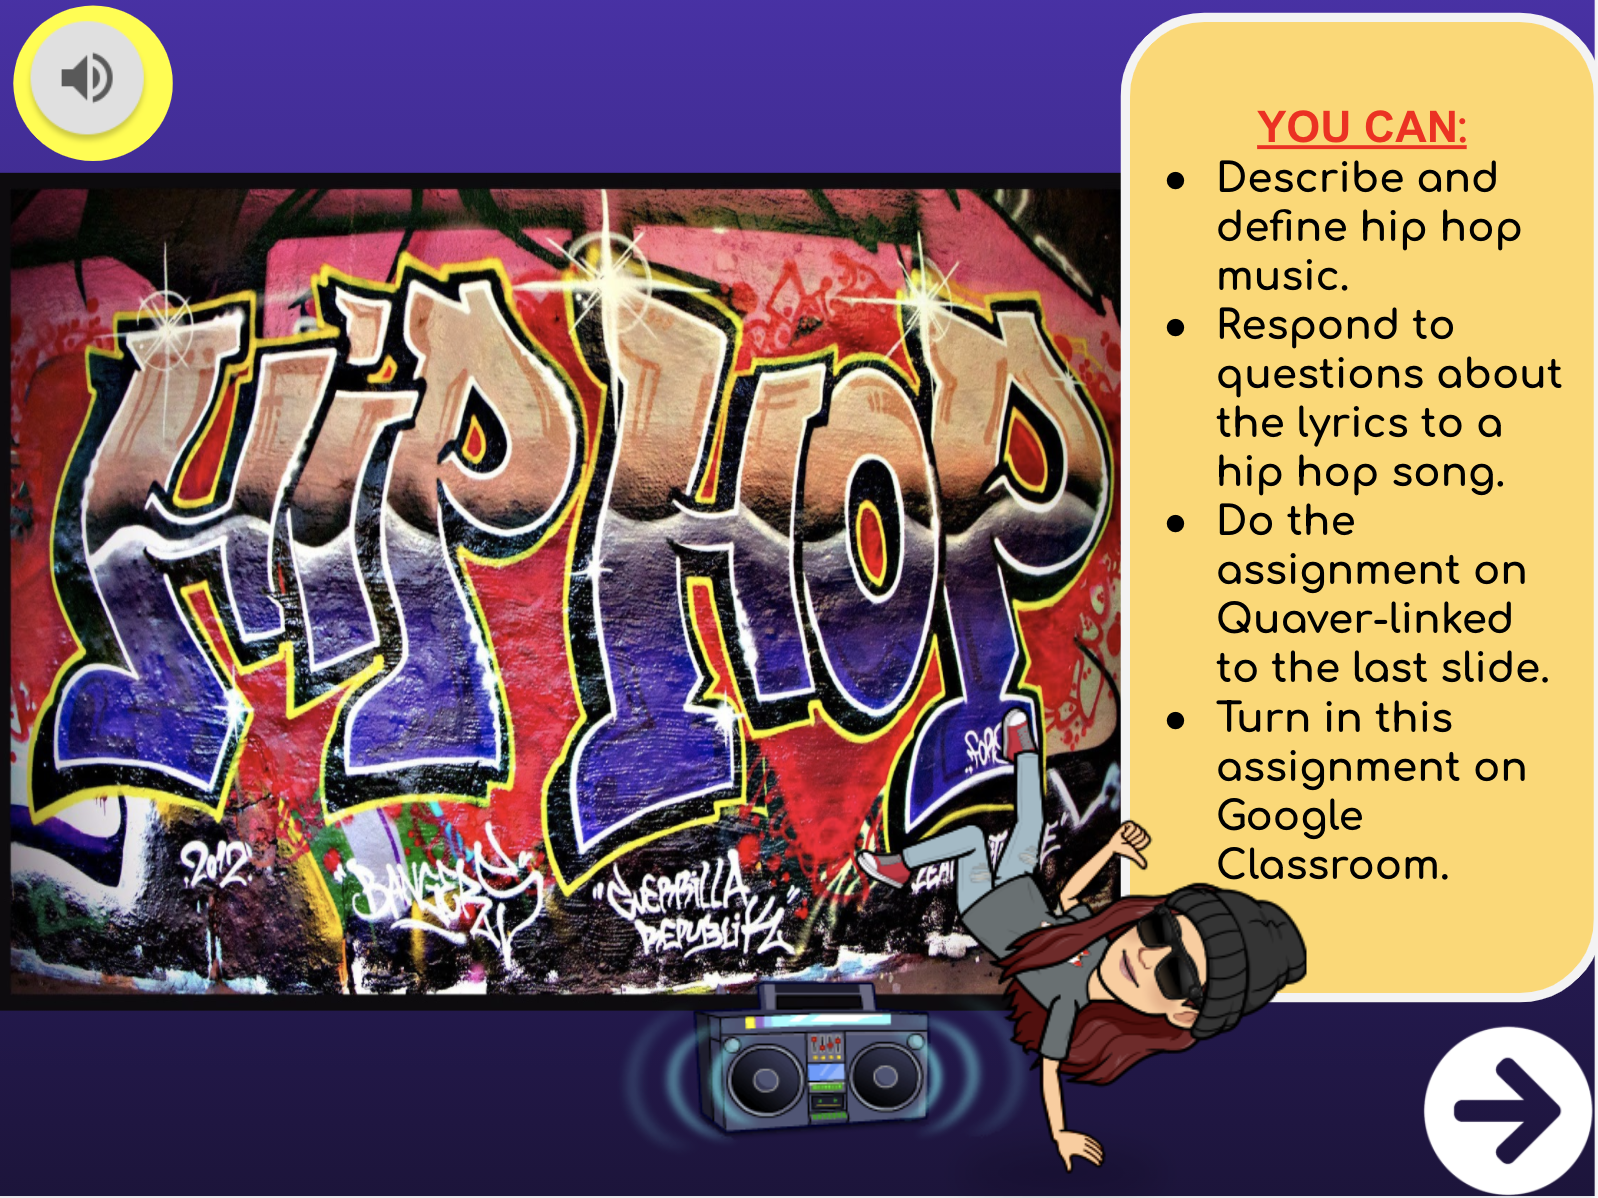 HIP HOP
2012
"BANGERS
"GUERRILLA
REPUBLIK"
YOU CAN:
● Describe and
define hip hop
music.
● Respond to
questions about
the lyrics to a
hip hop song.
● Do the
assignment on
Quaver-linked
to the last slide.
● Turn in this
assignment on
Google
Classroom.